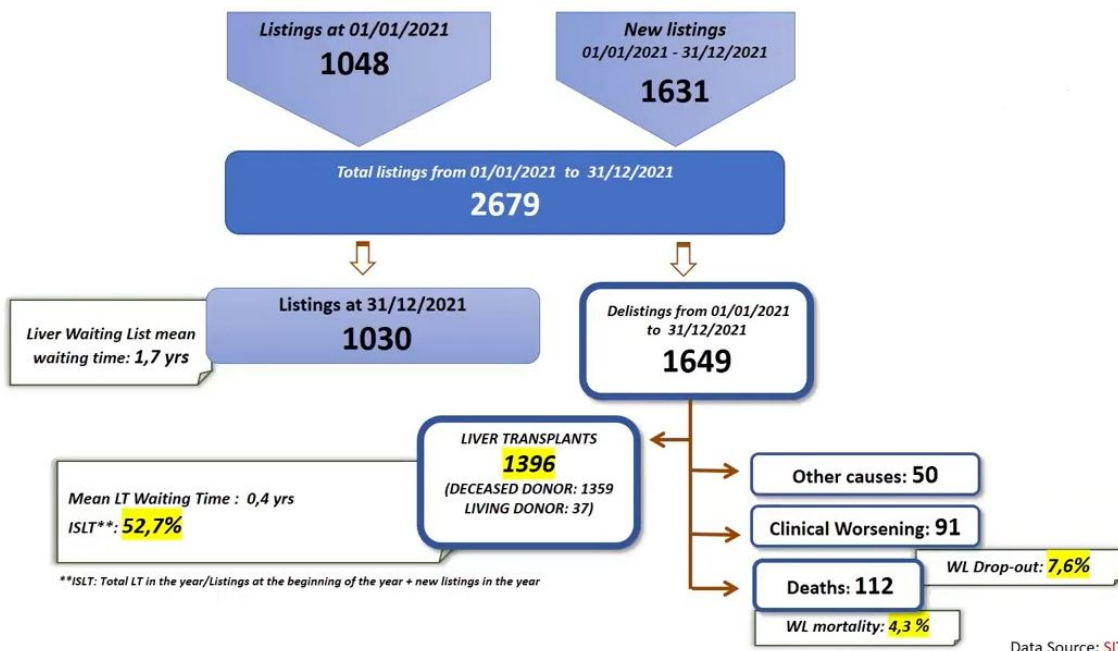 Listings at 01/01/2021
1048
New listings
01/01/2021 - 31/12/2021
1631
Total listings from 01/01/2021 to 31/12/2021
2679
Liver Waiting List mean
waiting time: 1,7 yrs
Listings at 31/12/2021
1030
Delistings from 01/01/2021
to 31/12/2021
1649
LIVER TRANSPLANTS
1396
(DECEASED DONOR: 1359
LIVING DONOR: 37)
Mean LT Waiting Time : 0,4 yrs
ISLT**: 52,7%
**ISLT: Total LT in the year/Listings at the beginning of the year + new listings in the year
Other causes: 50
Clinical Worsening: 91
WL Drop-out: 7,6%
Deaths: 112
WL mortality: 4,3 %
Data Source: